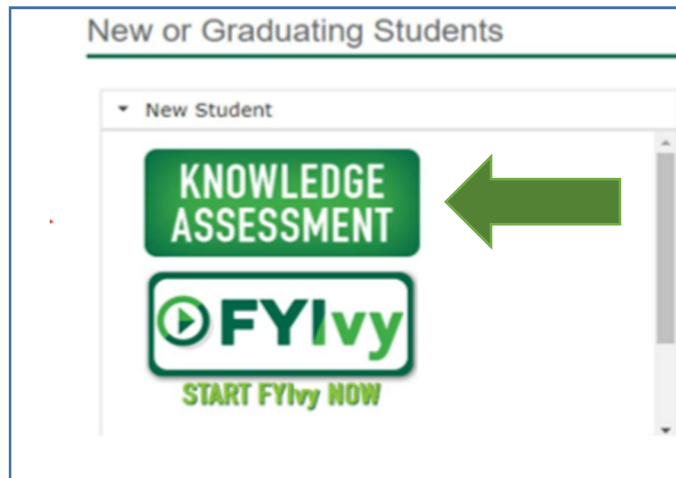 New or Graduating Students
New Student
KNOWLEDGE
ASSESSMENT
FYIvy
START FYIvy NOW